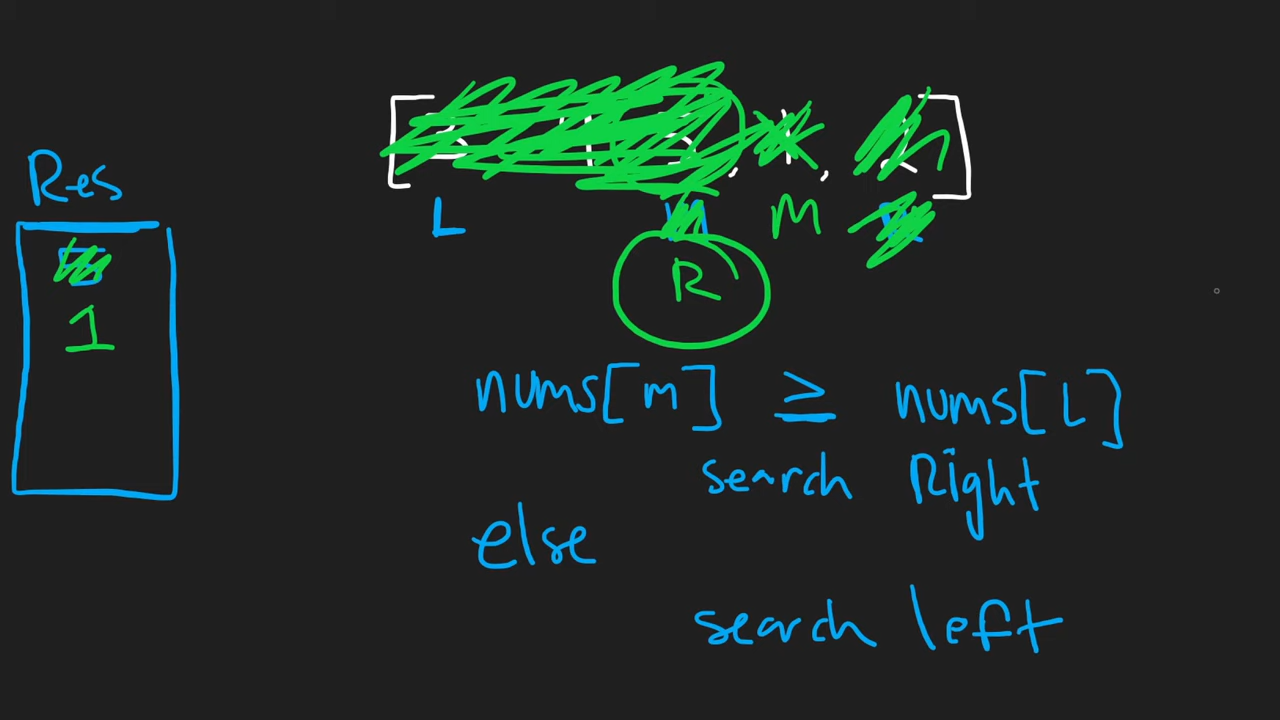 [ , , ]
L M
Res
R
1
nums[m] ≥ nums[L]
search Right
else
search left